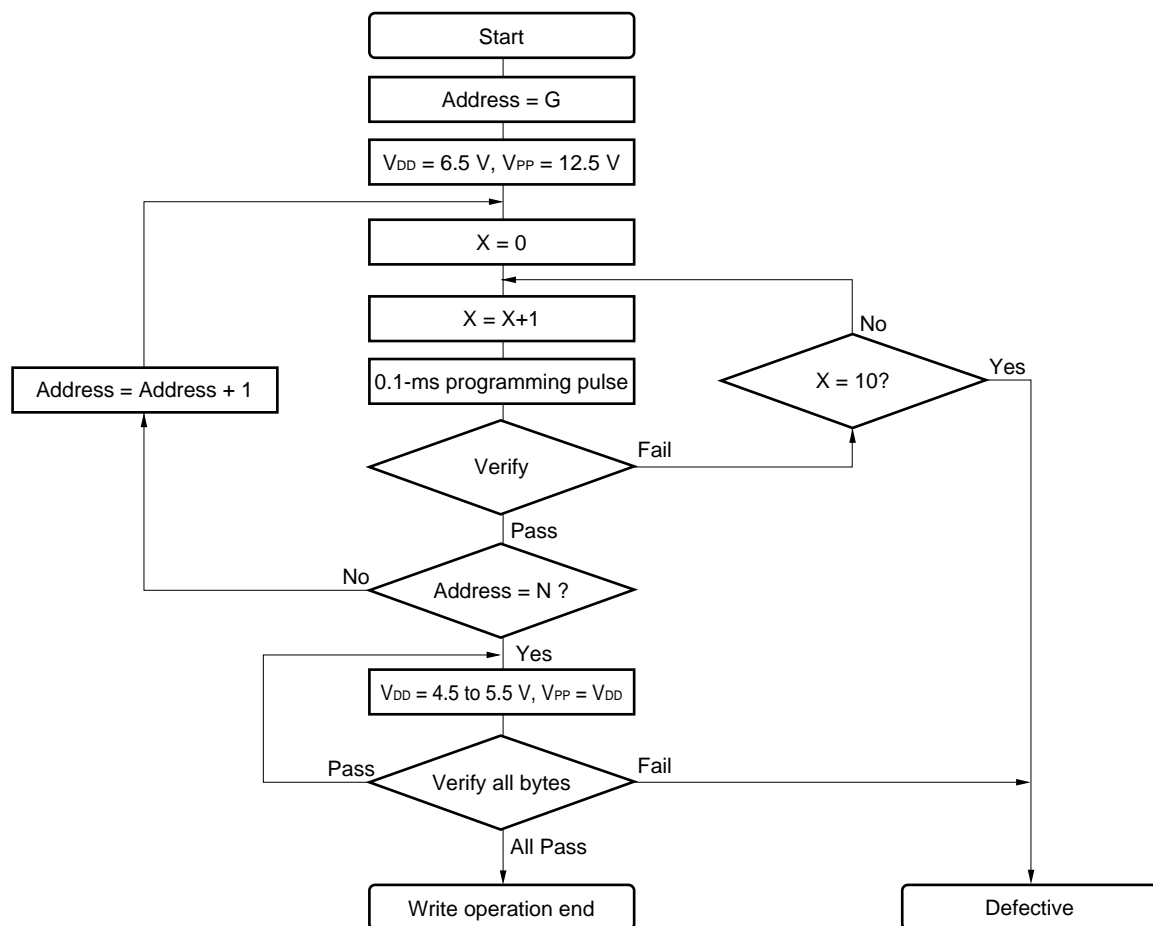 Start
Address = G
VDD = 6.5 V, VPP = 12.5 V
X = 0
X = X+1
No
Yes
Address = Address + 1
0.1-ms programming pulse
X = 10?
Fail
Verify
Pass
No
Address = N ?
Yes
VDD = 4.5 to 5.5 V, VPP = VDD
Pass
Fail
Verify all bytes
All Pass
Write operation end
Defective